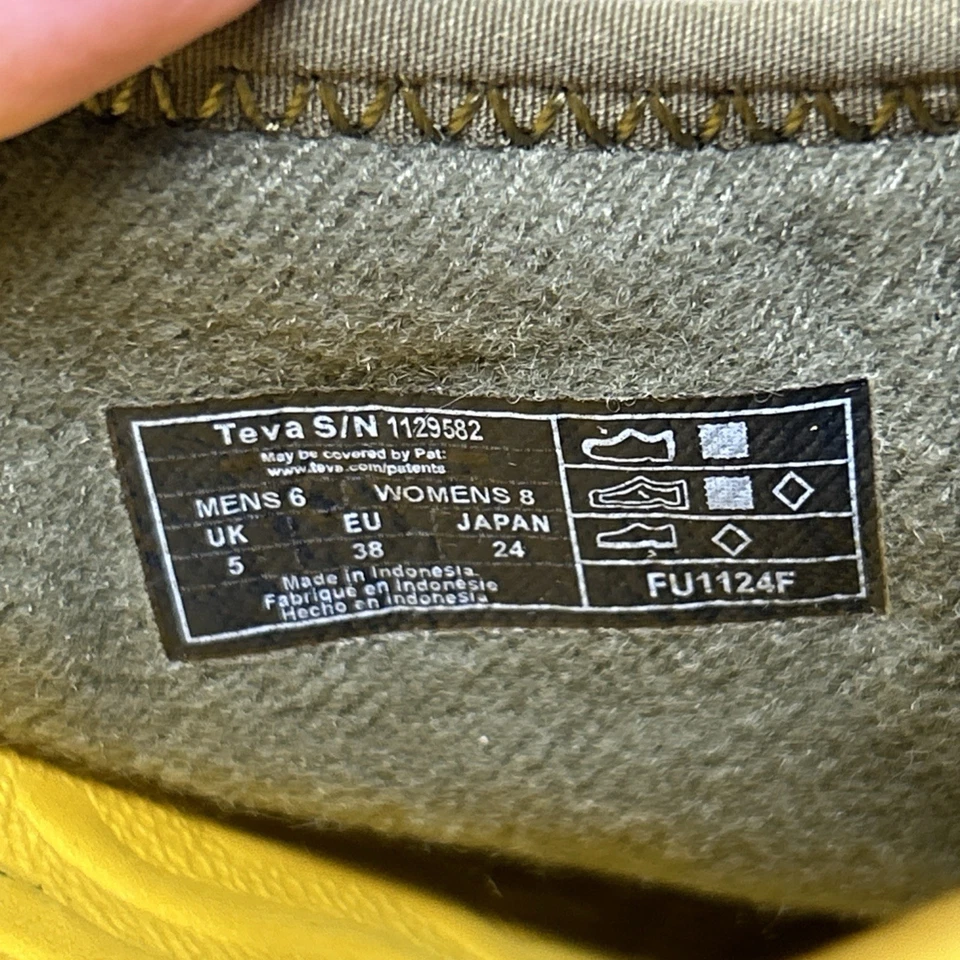 Teva S/N 1129582
May be covered by Pat:
www.teva.com/patents
MENS 6 WOMENS 8
UK EU JAPAN
5 38 24
Made in Indonesia
Fabriqué en Indonésie
Hecho en Indonesia
FU1124F